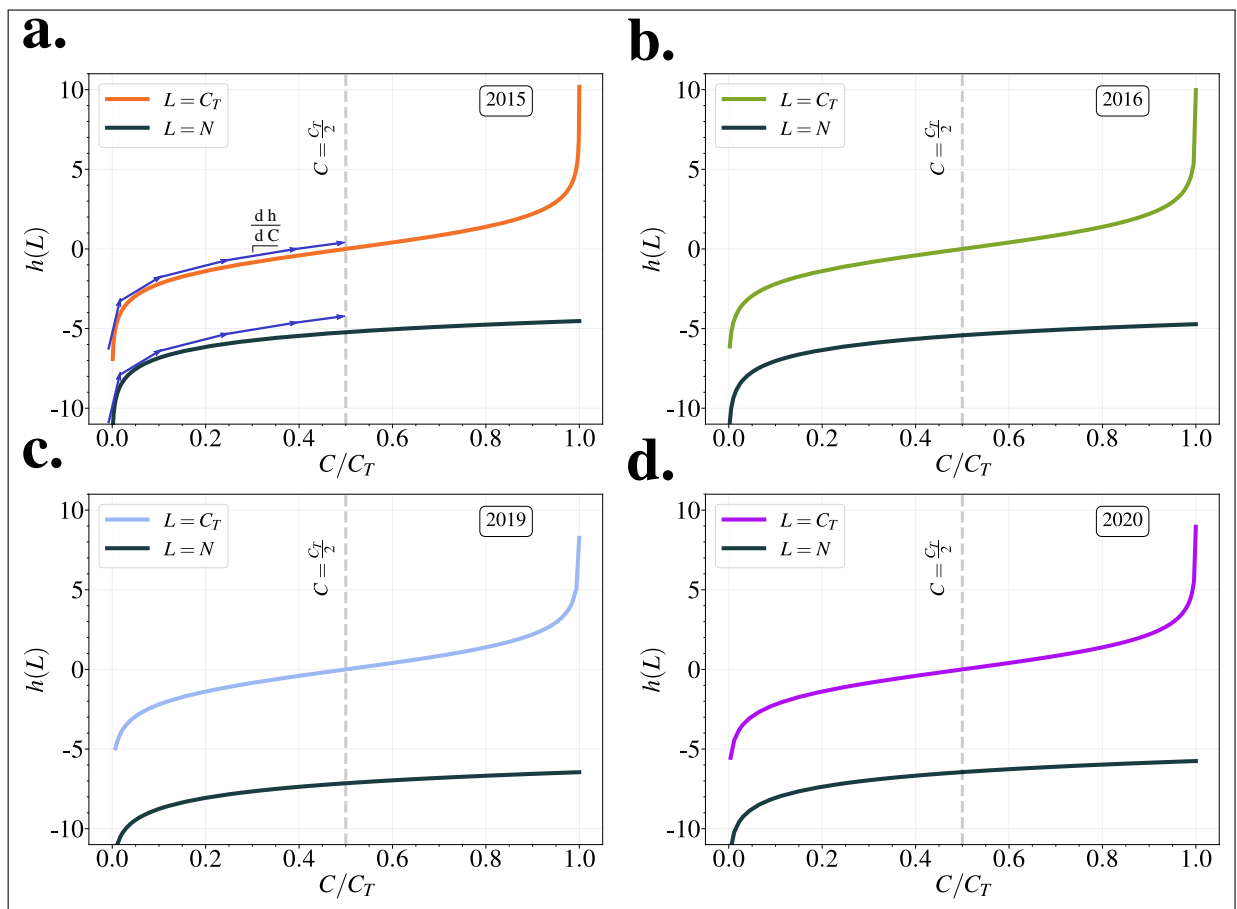 a.
10
5
0
-5
-10
h(L)
L = C_T
L = N
2015
C = C_T/2
d h
d C
0.0 0.2 0.4 0.6 0.8 1.0
C/C_T
b.
10
5
0
-5
-10
h(L)
L = C_T
L = N
2016
C = C_T/2
0.0 0.2 0.4 0.6 0.8 1.0
C/C_T
c.
10
5
0
-5
-10
h(L)
L = C_T
L = N
2019
C = C_T/2
0.0 0.2 0.4 0.6 0.8 1.0
C/C_T
d.
10
5
0
-5
-10
h(L)
L = C_T
L = N
2020
C = C_T/2
0.0 0.2 0.4 0.6 0.8 1.0
C/C_T